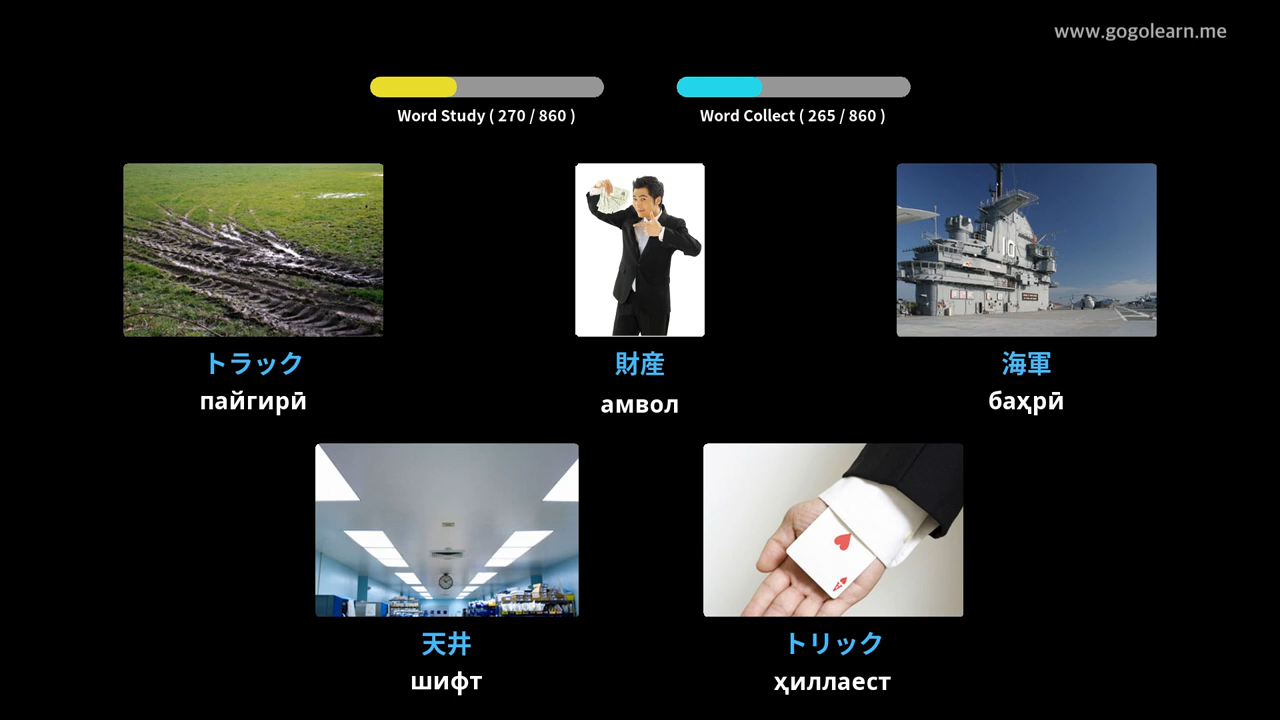 www.gogolearn.me
Word Study ( 270 / 860 )
Word Collect ( 265 / 860 )
トラック
пайгирӣ
財産
амвол
海軍
баҳрӣ
天井
шифт
トリック
ҳиллаест